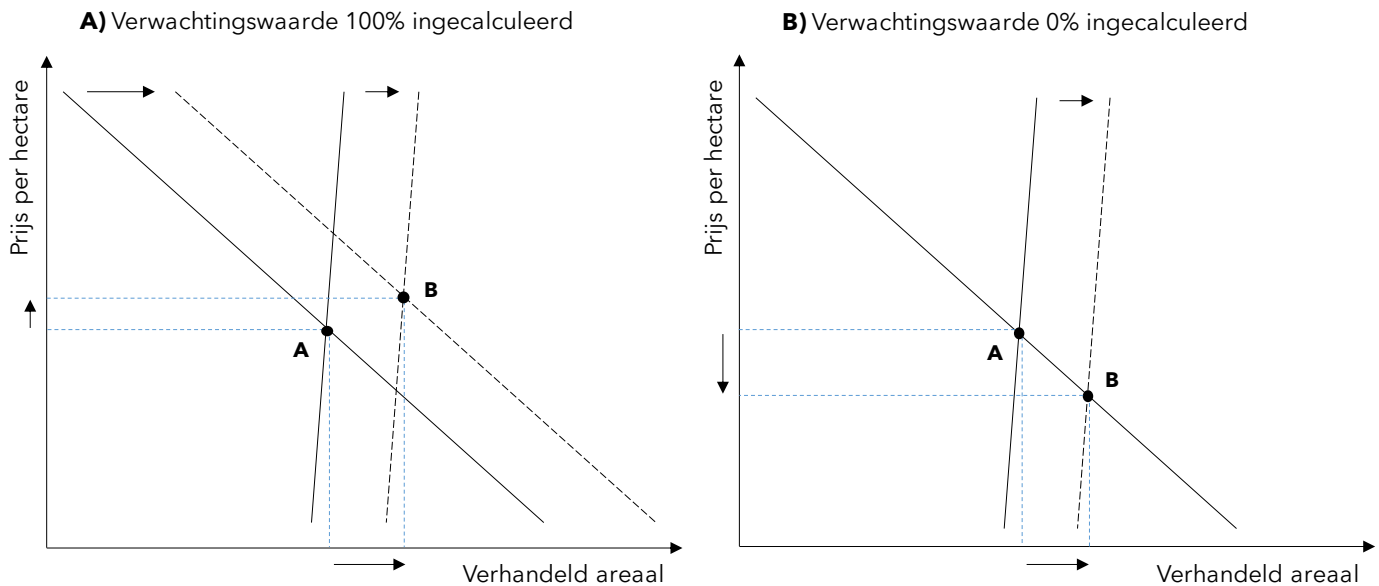 A) Verwachtingswaarde 100% ingecalculeerd
Prijs per hectare
A
B
Verhandeld areaal
B) Verwachtingswaarde 0% ingecalculeerd
Prijs per hectare
A
B
Verhandeld areaal